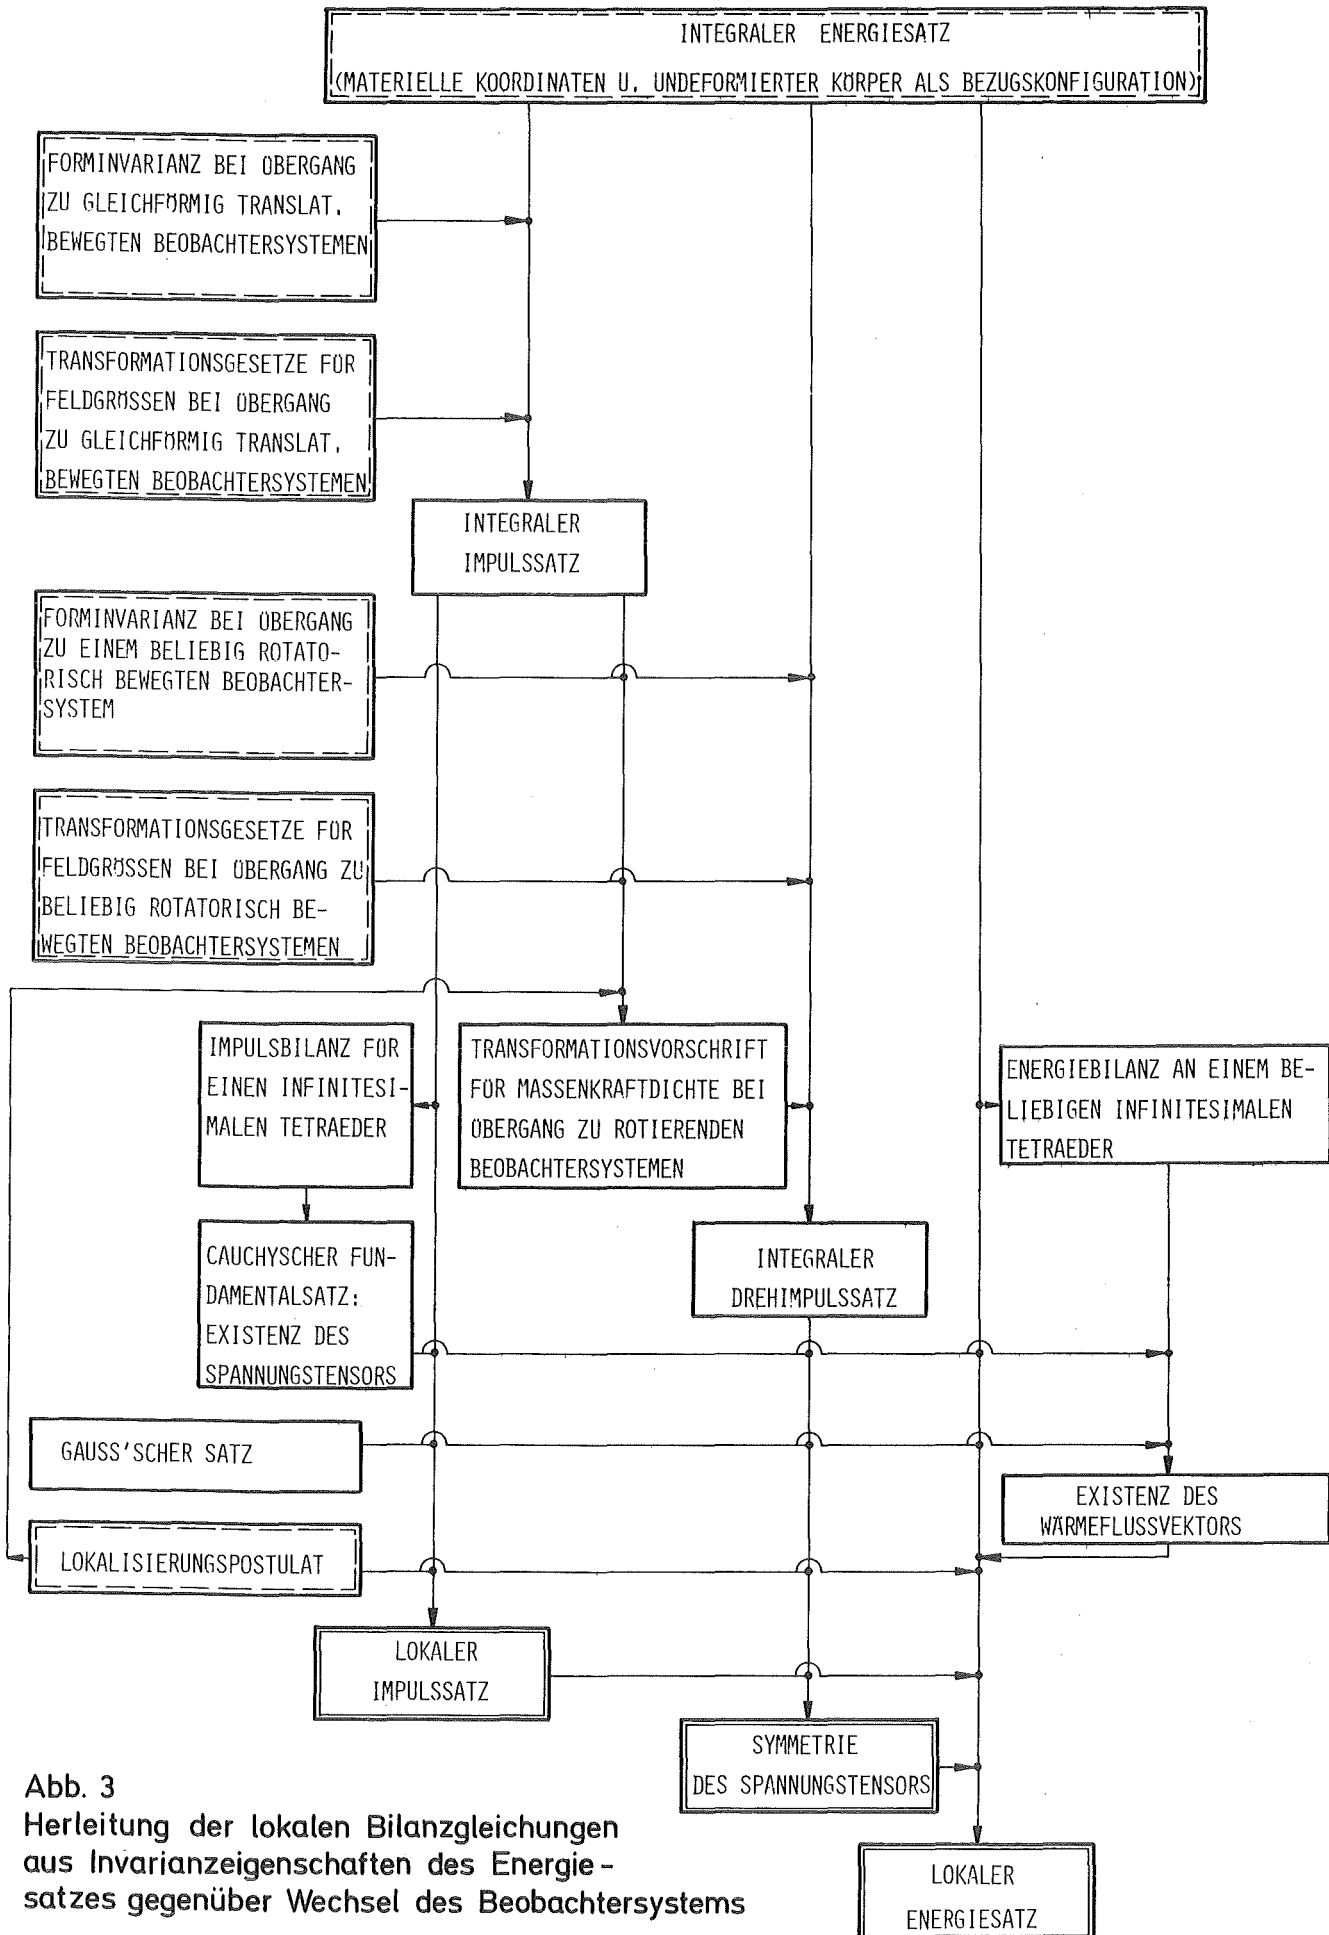 INTEGRALER ENERGIESATZ
(MATERIELLE KOORDINATEN U. UNDEFORMIERTER KÖRPER ALS BEZUGSKONFIGURATION)
FORMINVARIANZ BEI ÜBERGANG
ZU GLEICHFÖRMIG TRANSLAT.
BEWEGTEN BEOBACHTERSYSTEMEN
TRANSFORMATIONSGESETZE FÜR
FELDGRÖSSEN BEI ÜBERGANG
ZU GLEICHFÖRMIG TRANSLAT.
BEWEGTEN BEOBACHTERSYSTEMEN
INTEGRALER
IMPULSSATZ
FORMINVARIANZ BEI ÜBERGANG
ZU EINEM BELIEBIG ROTATO-
RISCH BEWEGTEN BEOBACHTER-
SYSTEM
TRANSFORMATIONSGESETZE FÜR
FELDGRÖSSEN BEI ÜBERGANG ZU
BELIEBIG ROTATORISCH BE-
WEGTEN BEOBACHTERSYSTEMEN
IMPULSBILANZ FÜR
EINEN INFINITESI-
MALEN TETRAEDER
TRANSFORMATIONSVORSCHRIFT
FÜR MASSENKRAFTDICHTE BEI
ÜBERGANG ZU ROTIERENDEN
BEOBACHTERSYSTEMEN
ENERGIEBILANZ AN EINEM BE-
LIEBIGEN INFINITESIMALEN
TETRAEDER
CAUCHYSCHER FUN-
DAMENTALSATZ:
EXISTENZ DES
SPANNUNGSTENSORS
INTEGRALER
DREHIMPULSSATZ
GAUSS'SCHER SATZ
EXISTENZ DES
WÄRMEFLUSSVEKTORS
LOKALISIERUNGSPOSTULAT
LOKALER
IMPULSSATZ
SYMMETRIE
DES SPANNUNGSTENSORS
LOKALER
ENERGIESATZ
Abb. 3
Herleitung der lokalen Bilanzgleichungen
aus Invarianzeigenschaften des Energie-
satzes gegenüber Wechsel des Beobachtersystems